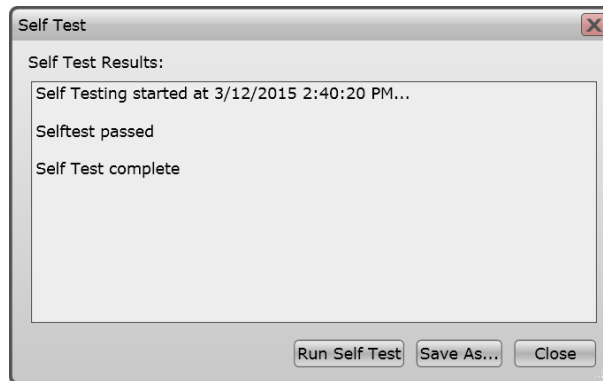 Self Test
Self Test Results:
Self Testing started at 3/12/2015 2:40:20 PM...
Selftest passed
Self Test complete
Run Self Test Save As... Close